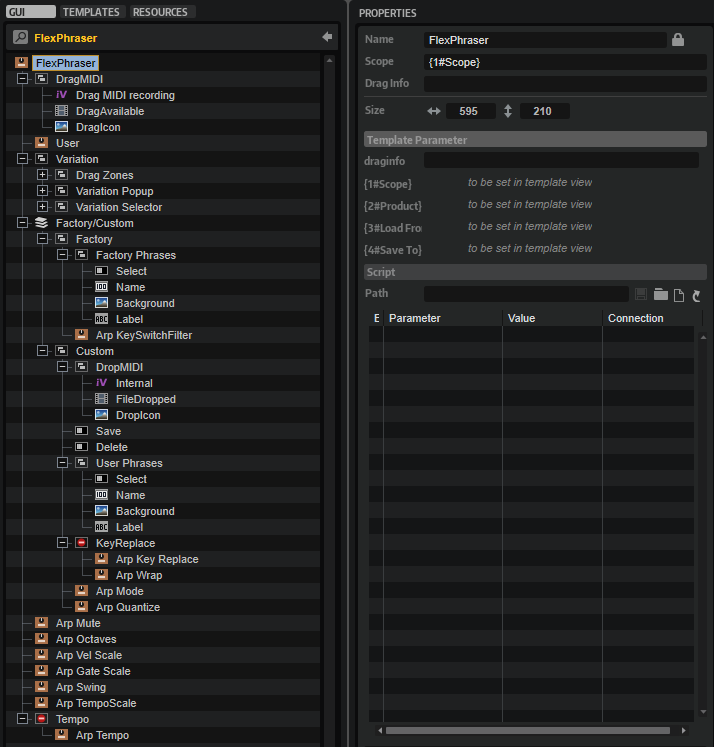 GUI TEMPLATES RESOURCES
FlexPhraser
FlexPhraser
DragMIDI
iV Drag MIDI recording
DragAvailable
DragIcon
User
Variation
Drag Zones
Variation Popup
Variation Selector
Factory/Custom
Factory
Factory Phrases
Select
100 Name
Background
ABC Label
Arp KeySwitchFilter
Custom
DropMIDI
iV Internal
FileDropped
DropIcon
Save
Delete
User Phrases
Select
100 Name
Background
ABC Label
KeyReplace
Arp Key Replace
Arp Wrap
Arp Mode
Arp Quantize
Arp Mute
Arp Octaves
Arp Vel Scale
Arp Gate Scale
Arp Swing
Arp TempoScale
Tempo
Arp Tempo
PROPERTIES
Name FlexPhraser
Scope {1#Scope}
Drag Info
Size 595 210
Template Parameter
draginfo
{1#Scope} to be set in template view
{2#Product} to be set in template view
{3#Load Fro to be set in template view
{4#Save To} to be set in template view
Script
Path
E Parameter Value Connection